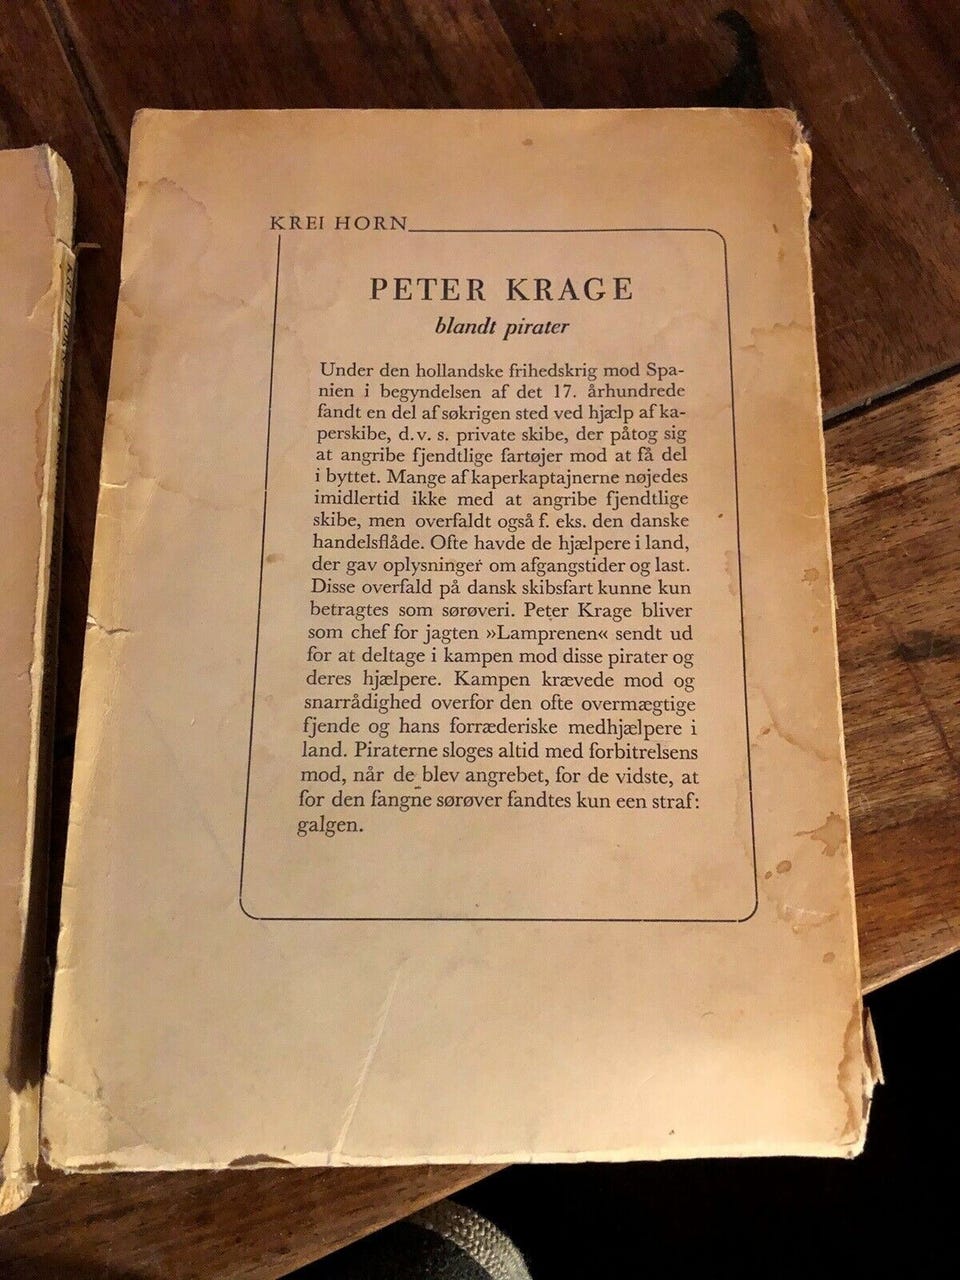 KREI HORN
PETER KRAGE
blandt pirater
Under den hollandske frihedskrig mod Spa-
nien i begyndelsen af det 17. århundrede
fandt en del af søkrigen sted ved hjælp af ka-
perskibe, d.v.s. private skibe, der påtog sig
at angribe fjendtlige fartøjer mod at få del
i byttet. Mange af kaperkaptajnerne nøjedes
imidlertid ikke med at angribe fjendtlige
skibe, men overfaldt også f. eks. den danske
handelsflåde. Ofte havde de hjælpere i land,
der gav oplysninger om afgangstider og last.
Disse overfald på dansk skibsfart kunne kun
betragtes som sørøveri. Peter Krage bliver
som chef for jagten »Lamprenen« sendt ud
for at deltage i kampen mod disse pirater og
deres hjælpere. Kampen krævede mod og
snarrådighed overfor den ofte overmægtige
fjende og hans forræderiske medhjælpere i
land. Piraterne sloges altid med forbitrelsens
mod, når de blev angrebet, for de vidste, at
for den fangne sørøver fandtes kun een straf:
galgen.
KREI HORN